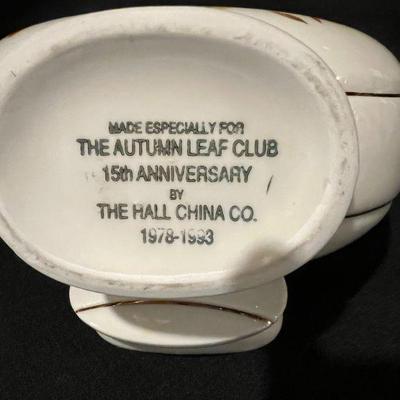 MADE ESPECIALLY FOR
THE AUTUMN LEAF CLUB
15th ANNIVERSARY
BY
THE HALL CHINA CO.
1978-1993